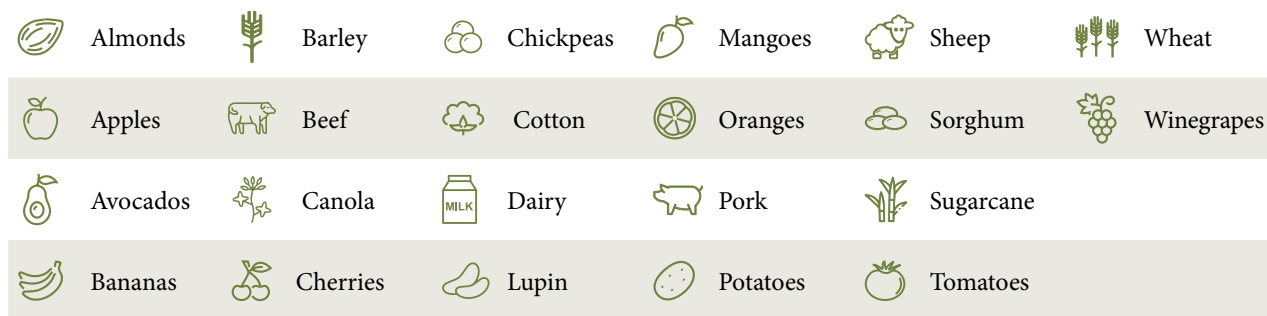 Almonds Barley Chickpeas Mangoes Sheep Wheat
Apples Beef Cotton Oranges Sorghum Winegrapes
Avocados Canola MILK Dairy Pork Sugarcane
Bananas Cherries Lupin Potatoes Tomatoes